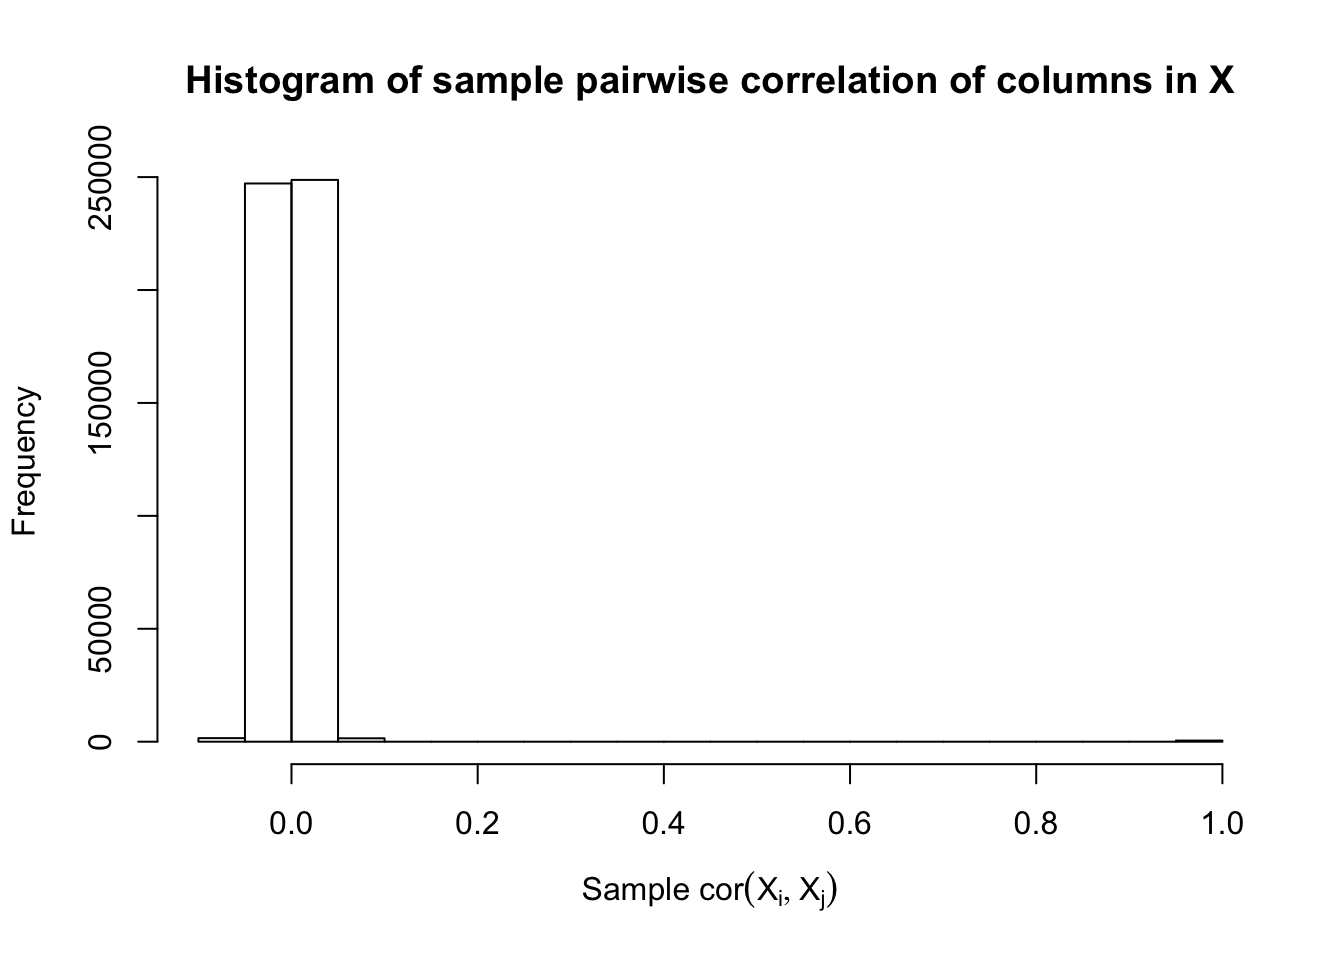 Histogram of sample pairwise correlation of columns in X
250000
150000
50000
0
Frequency
0.0 0.2 0.4 0.6 0.8 1.0
Sample cor(Xi, Xj)